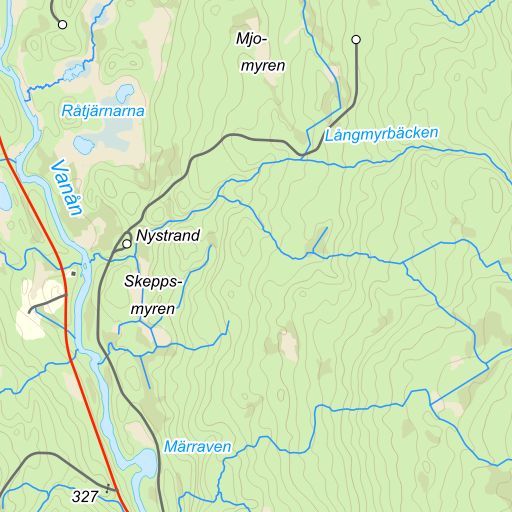 Mjo-
myren
Råtjärnarna
Långmyrbäcken
Vanån
Nystrand
Skepps-
myren
Märraven
327